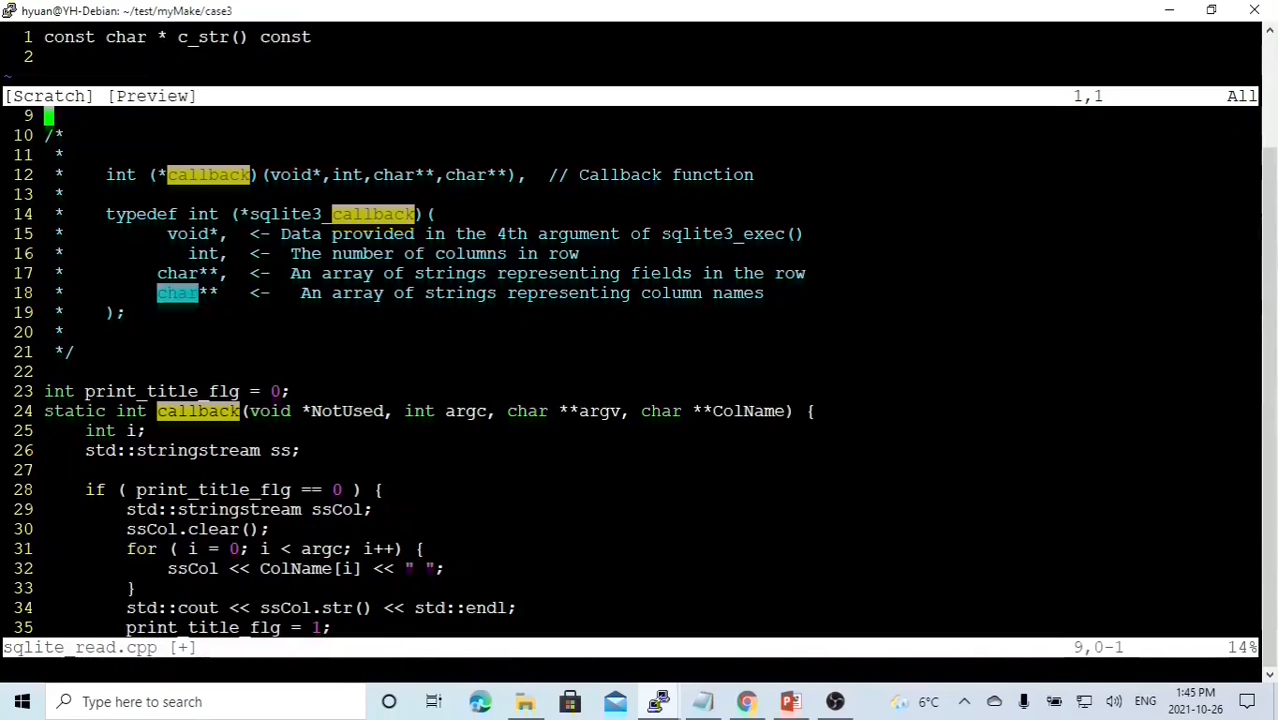 hyuan@YH-Debian: ~/test/myMake/case3
1 const char * c_str() const
2
~
[Scratch] [Preview] 1,1 All
9
10 /*
11 *
12 * int (*callback)(void*,int,char**,char**), // Callback function
13 *
14 * typedef int (*sqlite3_callback)(
15 * void*, <- Data provided in the 4th argument of sqlite3_exec()
16 * int, <- The number of columns in row
17 * char**, <- An array of strings representing fields in the row
18 * char** <- An array of strings representing column names
19 * );
20 *
21 */
22
23 int print_title_flg = 0;
24 static int callback(void *NotUsed, int argc, char **argv, char **ColName) {
25 int i;
26 std::stringstream ss;
27
28 if ( print_title_flg == 0 ) {
29 std::stringstream ssCol;
30 ssCol.clear();
31 for ( i = 0; i < argc; i++) {
32 ssCol << ColName[i] << " ";
33 }
34 std::cout << ssCol.str() << std::endl;
35 print_title_flg = 1;
sqlite_read.cpp [+] 9,0-1 14%
Type here to search
6°C
ENG
1:45 PM
2021-10-26